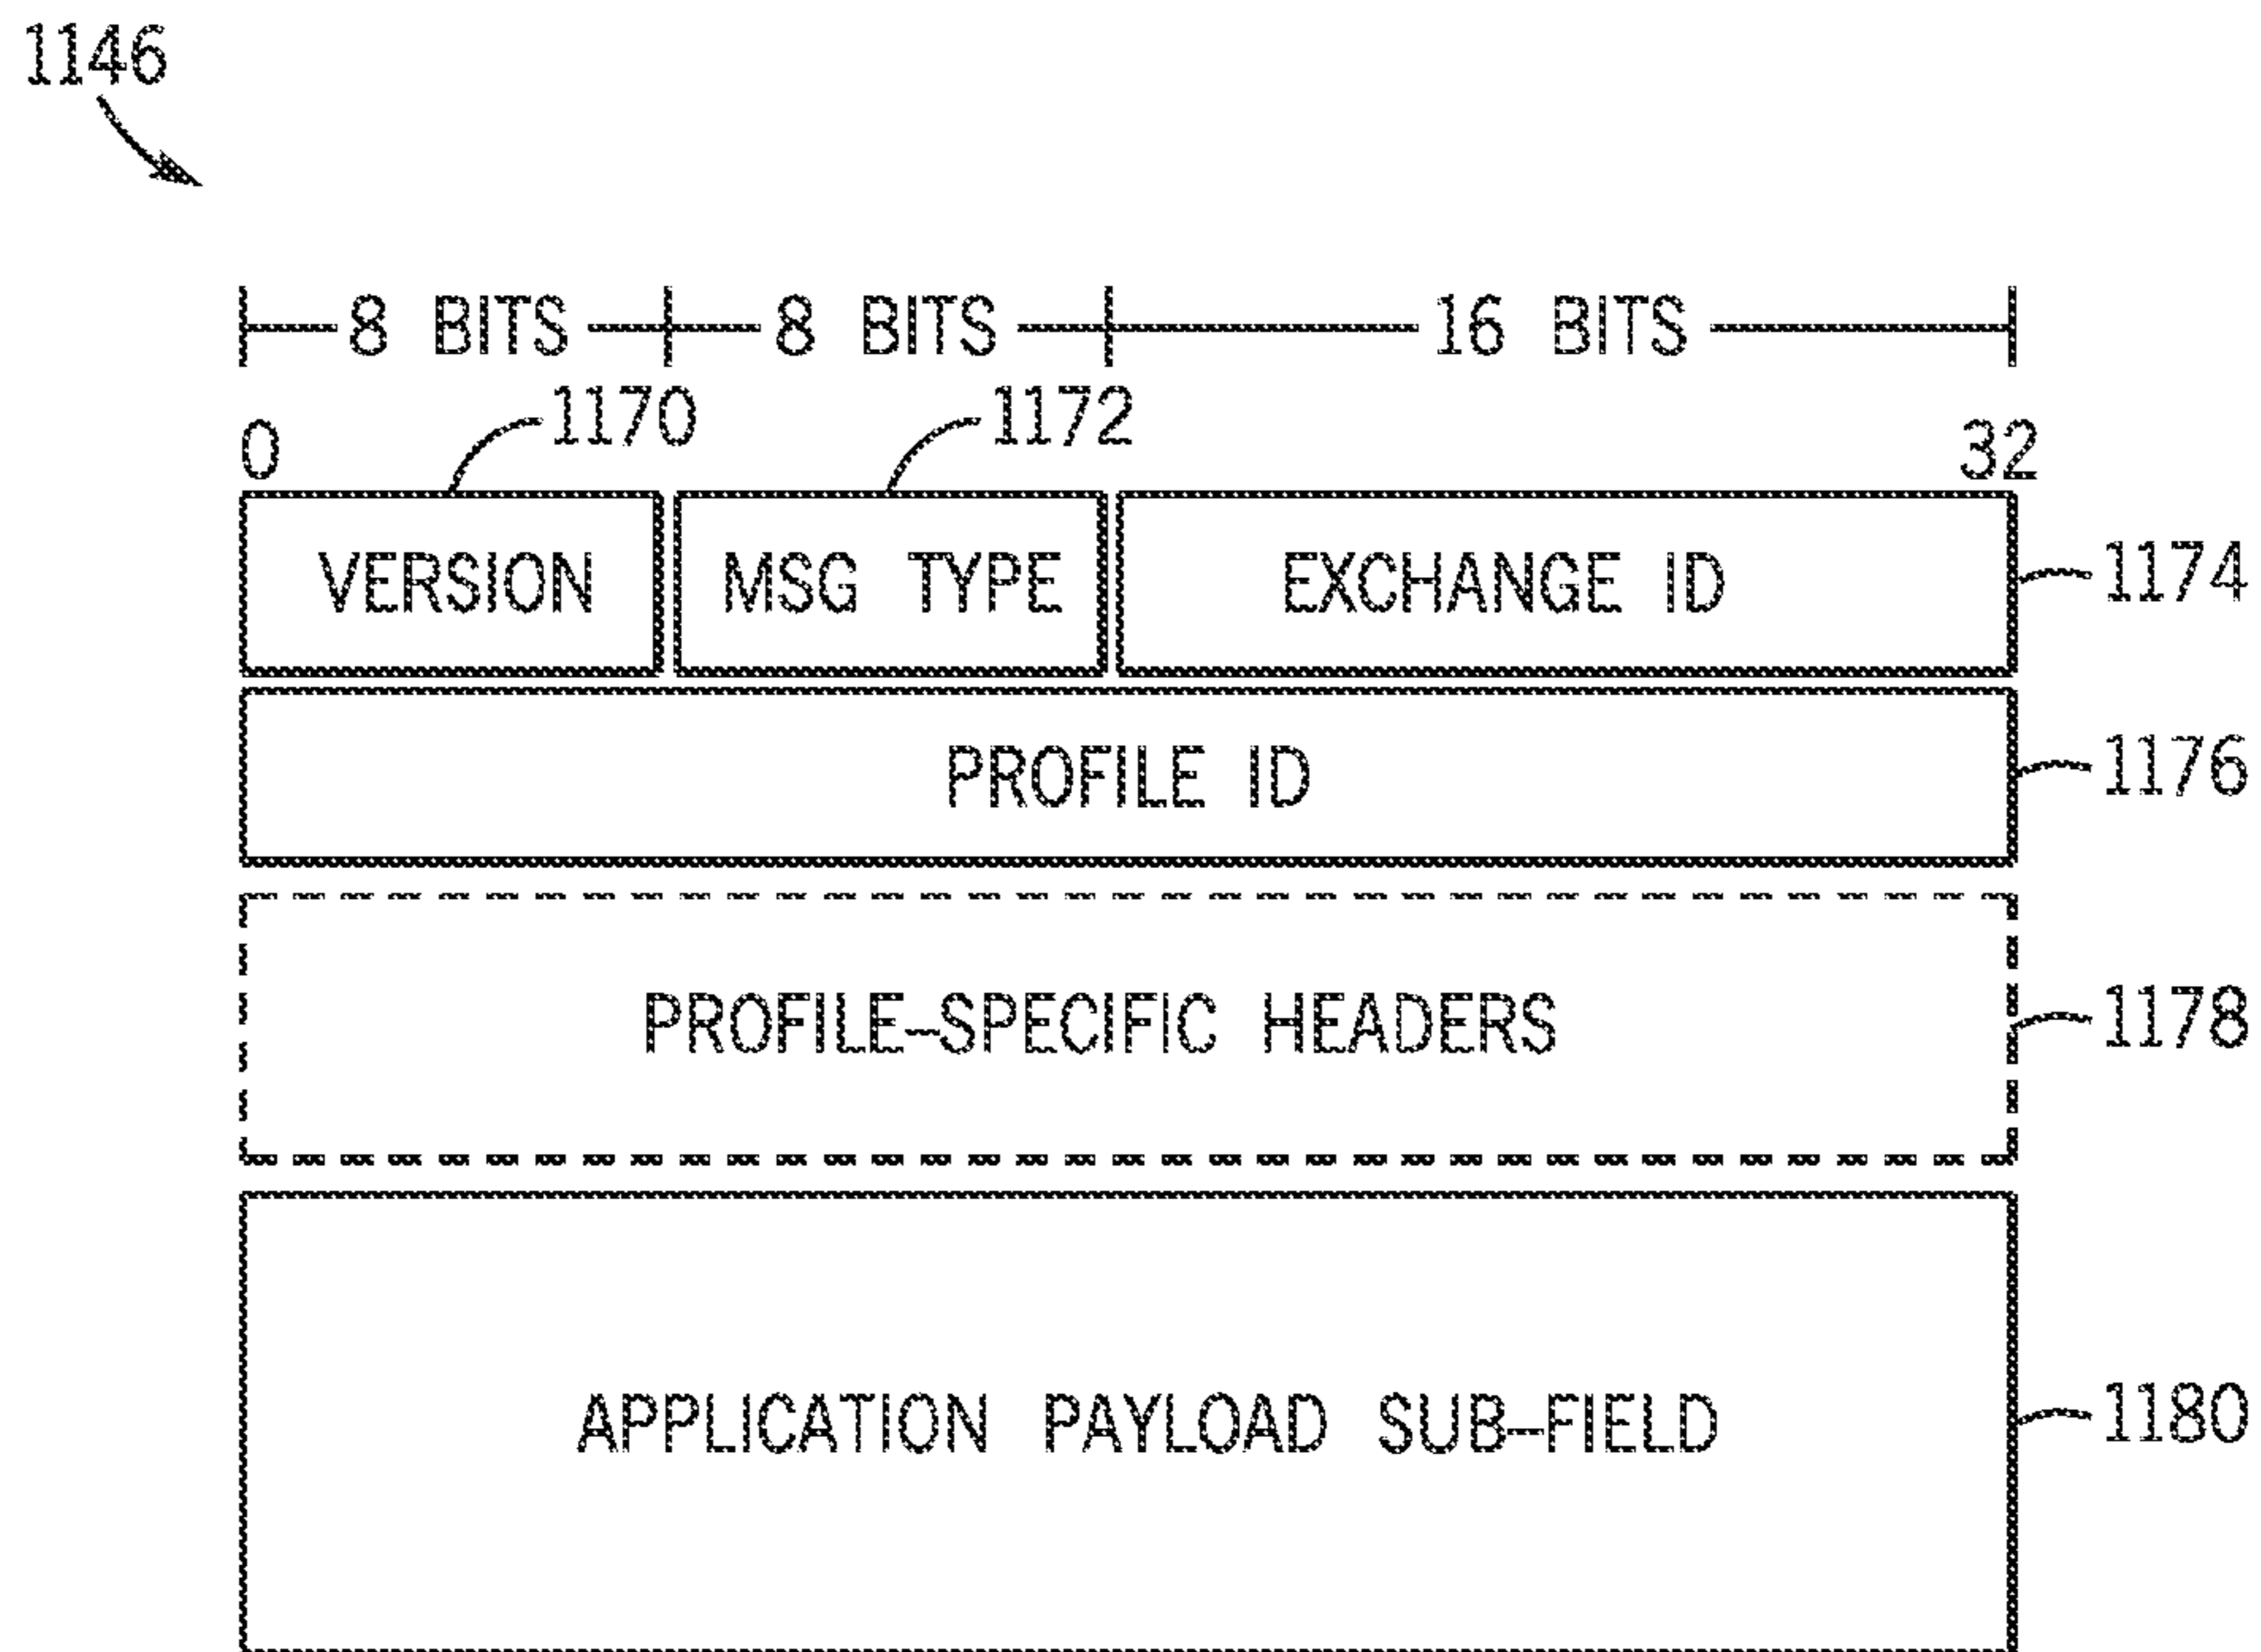 1146
8 BITS 8 BITS 16 BITS
0 1170 1172 32
VERSION MSG TYPE EXCHANGE ID 1174
PROFILE ID 1176
PROFILE-SPECIFIC HEADERS 1178
APPLICATION PAYLOAD SUB-FIELD 1180